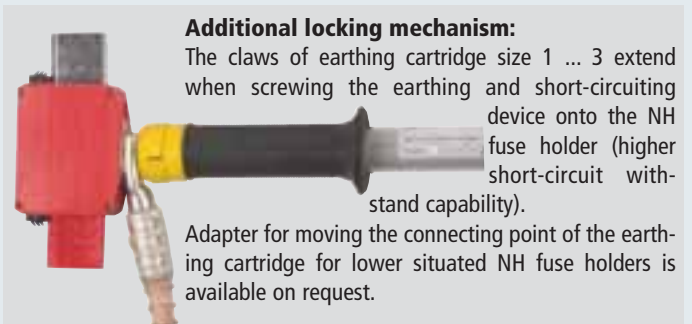 Additional locking mechanism:
The claws of earthing cartridge size 1 ... 3 extend
when screwing the earthing and short-circuiting
device onto the NH
fuse holder (higher
short-circuit with-
stand capability).
Adapter for moving the connecting point of the earth-
ing cartridge for lower situated NH fuse holders is
available on request.